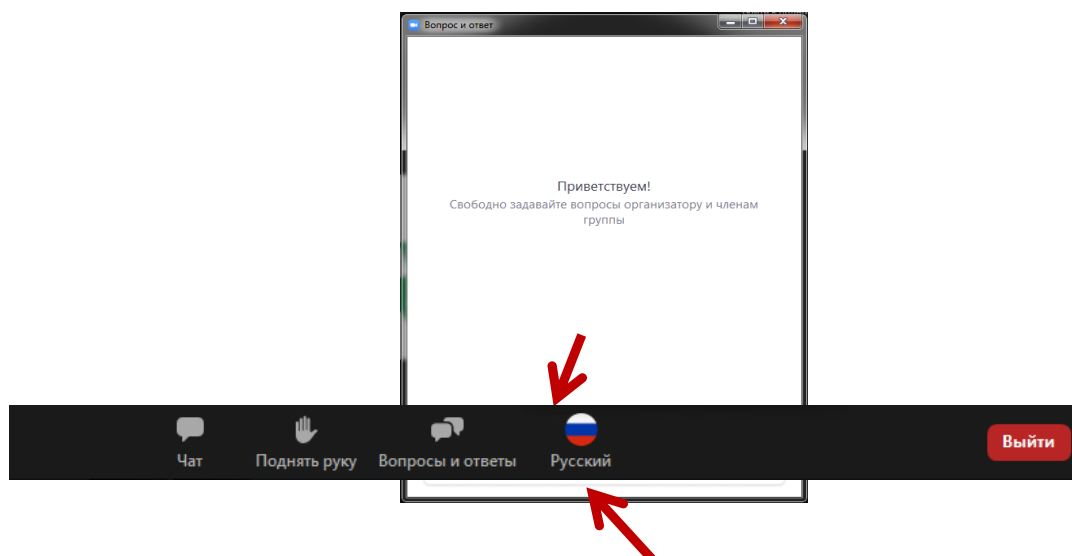 Вопрос и ответ
Приветствуем!
Свободно задавайте вопросы организатору и членам
группы
Чат
Поднять руку
Вопросы и ответы
Русский
Выйти